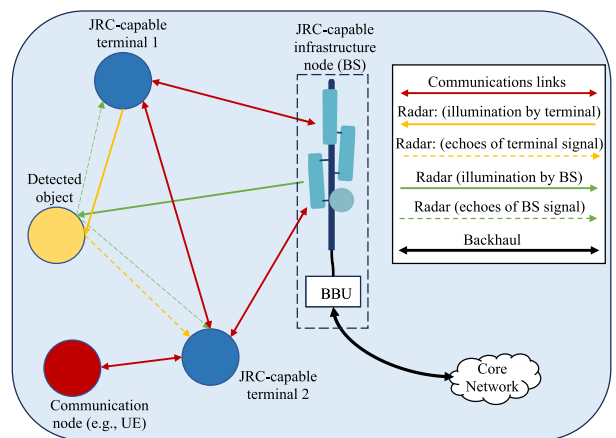 JRC-capable
terminal 1
JRC-capable
infrastructure
node (BS)
Communications links
Radar: (illumination by terminal)
Radar: (echoes of terminal signal)
Radar (illumination by BS)
Radar (echoes of BS signal)
Backhaul
Detected
object
BBU
JRC-capable
terminal 2
Communication
node (e.g., UE)
Core
Network